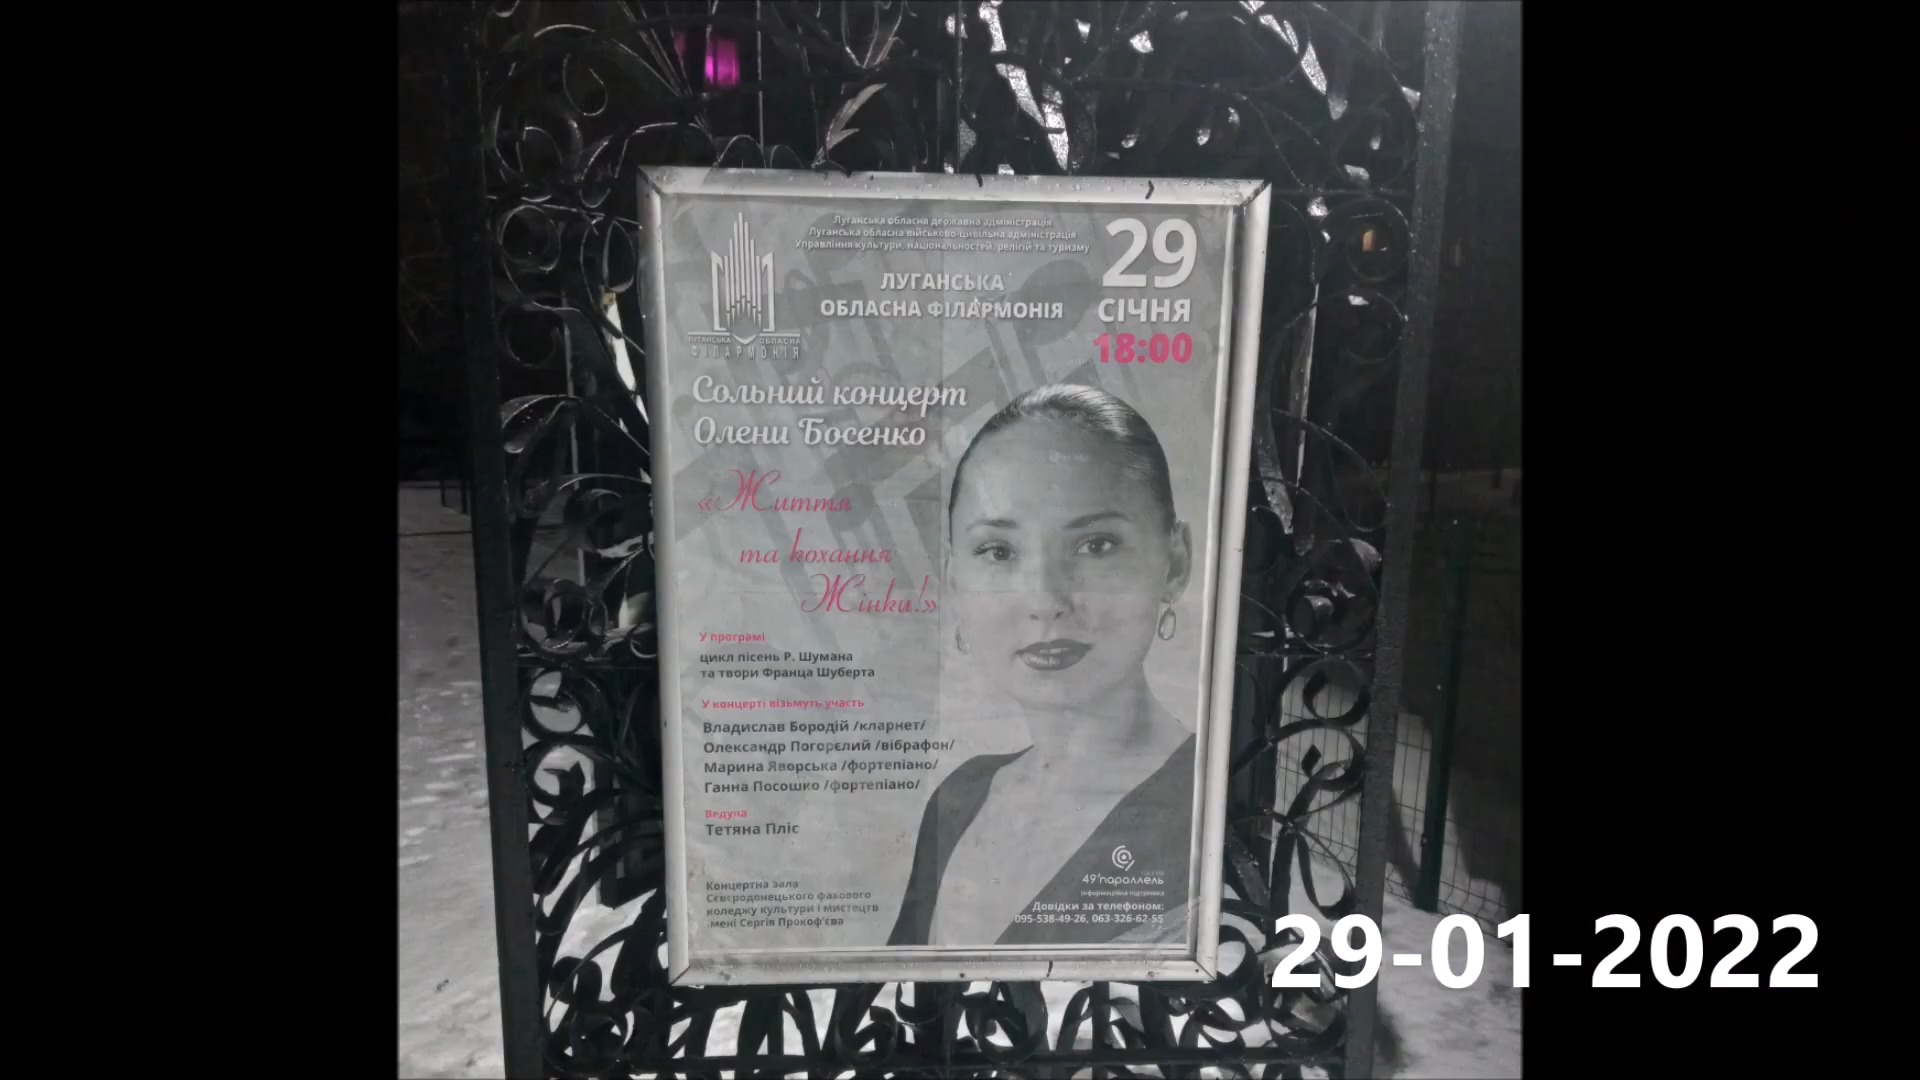 Луганська обласна державна адміністрація
Луганська обласна військово-цивільна адміністрація
Управління культури, національностей, релігій та туризму
ЛУГАНСЬКА
ОБЛАСНА ФІЛАРМОНІЯ
29
СІЧНЯ
18:00
ЛУГАНСЬКА ОБЛАСНА
ФІЛАРМОНІЯ
Сольний концерт
Олени Босенко
«Життя
та кохання
Жінки!»
У програмі
цикл пісень Р. Шумана
та твори Франца Шуберта
У концерті візьмуть участь
Владислав Бородій /кларнет/
Олександр Погорєлий /вібрафон/
Марина Яворська /фортепіано/
Ганна Посошко /фортепіано/
Ведуча
Тетяна Пліс
Концертна зала
Сєвєродонецького фахового
коледжу культури і мистецтв
імені Сергія Прокоф'єва
49'параллель
інформаційна підтримка
Довідки за телефоном:
095-538-49-26, 063-326-62-55
29-01-2022